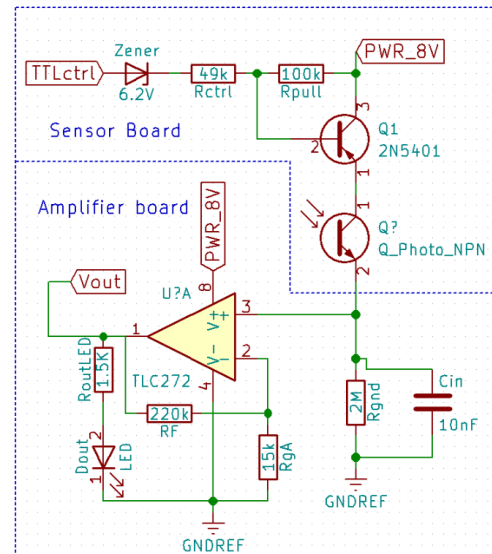 Zener
PWR_8V
TTLctrl
49k
100k
6.2V
Rctrl
Rpull
3
Sensor Board
Q1
2
2N5401
1
1
Amplifier board
Q?
Q_Photo_NPN
PWR_8V
2
Vout
U?A
8
V+
+
3
1
V-
-
2
TLC272
4
RoutLED
1.5K
220k
RF
Rgnd
2M
Cin
10nF
Dout
2
LED
1
15k
RgA
GNDREF
GNDREF